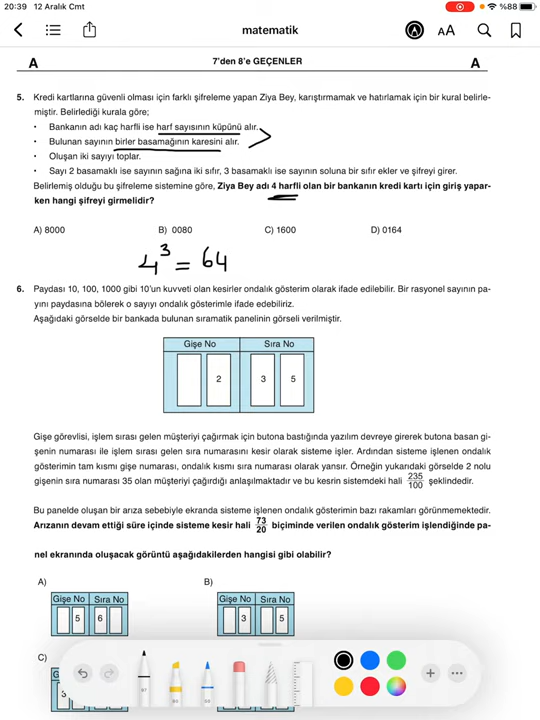 20:39 12 Aralık Cmt %88
AA matematik
A 7'den 8'e GEÇENLER A
5. Kredi kartlarına güvenli olması için farklı şifreleme yapan Ziya Bey, karıştırmamak ve hatırlamak için bir kural belirle-
miştir. Belirlediği kurala göre;
• Bankanın adı kaç harfli ise harf sayısının küpünü alır.
• Bulunan sayının birler basamağının karesini alır.
• Oluşan iki sayıyı toplar.
• Sayı 2 basamaklı ise sayının sağına iki sıfır, 3 basamaklı ise sayının soluna bir sıfır ekler ve şifreyi girer.
Belirlemiş olduğu bu şifreleme sistemine göre, Ziya Bey adı 4 harfli olan bir bankanın kredi kartı için giriş yapar-
ken hangi şifreyi girmelidir?
A) 8000 B) 0080 C) 1600 D) 0164
4³ = 64
6. Paydası 10, 100, 1000 gibi 10'un kuvveti olan kesirler ondalık gösterim olarak ifade edilebilir. Bir rasyonel sayının pa-
yını paydasına bölerek o sayıyı ondalık gösterimle ifade edebiliriz.
Aşağıdaki görselde bir bankada bulunan sıramatik panelinin görseli verilmiştir.
Gişe No Sıra No
2 3 5
Gişe görevlisi, işlem sırası gelen müşteriyi çağırmak için butona bastığında yazılım devreye girerek butona basan gi-
şenin numarası ile işlem sırası gelen sıra numarasını kesir olarak sisteme işler. Ardından sisteme işlenen ondalık
gösterimin tam kısmı gişe numarası, ondalık kısmı sıra numarası olarak yansır. Örneğin yukarıdaki görselde 2 nolu
gişenin sıra numarası 35 olan müşteriyi çağırdığı anlaşılmaktadır ve bu kesrin sistemdeki hali 235/100 şeklindedir.
Bu panelde oluşan bir arıza sebebiyle ekranda sisteme işlenen ondalık gösterimin bazı rakamları görünmemektedir.
Arızanın devam ettiği süre içinde sisteme kesir hali 73/20 biçiminde verilen ondalık gösterim işlendiğinde pa-
nel ekranında oluşacak görüntü aşağıdakilerden hangisi gibi olabilir?
A) B)
Gişe No Sıra No Gişe No Sıra No
5 6 3 5
C)
3